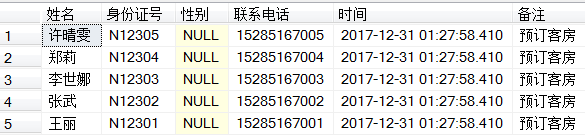 姓名 身份证号 性别 联系电话 时间 备注
1 许晴雯 N12305 NULL 15285167005 2017-12-31 01:27:58.410 预订客房
2 郑莉 N12304 NULL 15285167004 2017-12-31 01:27:58.410 预订客房
3 李世娜 N12303 NULL 15285167003 2017-12-31 01:27:58.410 预订客房
4 张武 N12302 NULL 15285167002 2017-12-31 01:27:58.410 预订客房
5 王丽 N12301 NULL 15285167001 2017-12-31 01:27:58.410 预订客房